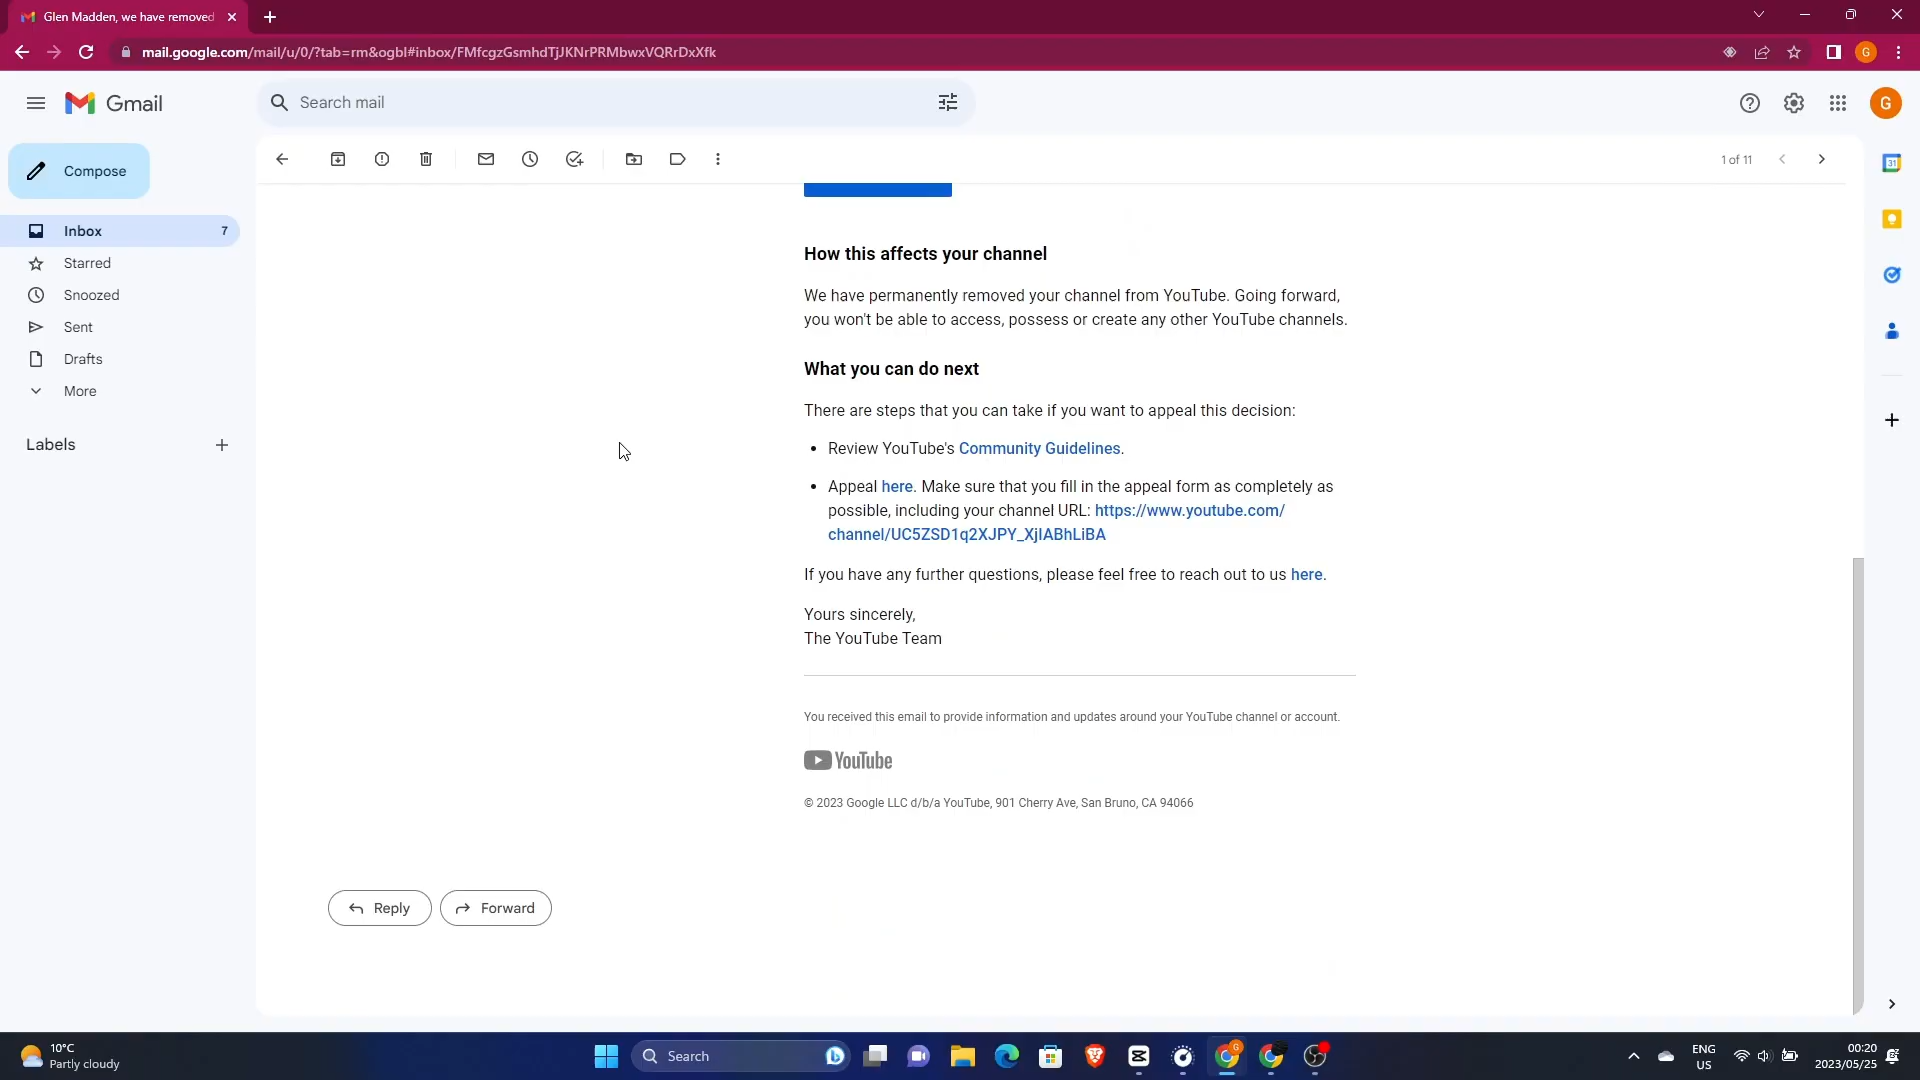 Glen Madden, we have removed
mail.google.com/mail/u/0/?tab=rm&ogbl#inbox/FMfcgzGsmhdTjJKNrPRMbwxVQRrDxXfk
G
Gmail
Search mail
G
Compose
1 of 11
31
Inbox 7
Starred
Snoozed
Sent
Drafts
More
Labels
How this affects your channel
We have permanently removed your channel from YouTube. Going forward,
you won't be able to access, possess or create any other YouTube channels.
What you can do next
There are steps that you can take if you want to appeal this decision:
• Review YouTube's Community Guidelines.
• Appeal here. Make sure that you fill in the appeal form as completely as
possible, including your channel URL: https://www.youtube.com/
channel/UC5ZSD1q2XJPY_XjIABhLiBA
If you have any further questions, please feel free to reach out to us here.
Yours sincerely,
The YouTube Team
You received this email to provide information and updates around your YouTube channel or account.
YouTube
© 2023 Google LLC d/b/a YouTube, 901 Cherry Ave, San Bruno, CA 94066
Reply
Forward
10°C
Partly cloudy
Search
G
ENG
US
00:20
2023/05/25